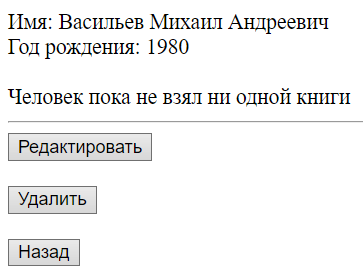 Имя: Васильев Михаил Андреевич
Год рождения: 1980
Человек пока не взял ни одной книги
Редактировать
Удалить
Назад